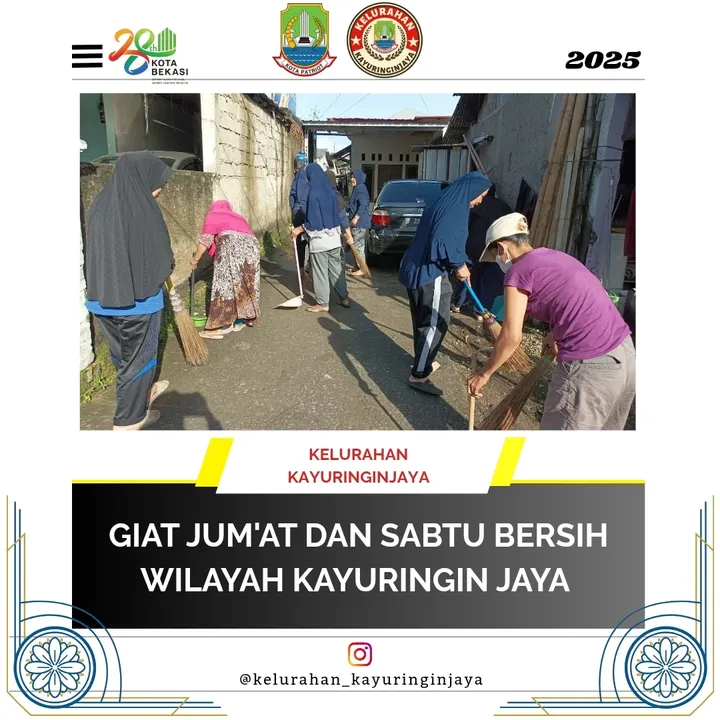 28th
KOTA
BEKASI
KOTA PATRIOT
KELURAHAN
KAYURINGINJAYA
2025
KELURAHAN
KAYURINGINJAYA
GIAT JUM'AT DAN SABTU BERSIH
WILAYAH KAYURINGIN JAYA
@kelurahan_kayuringinjaya